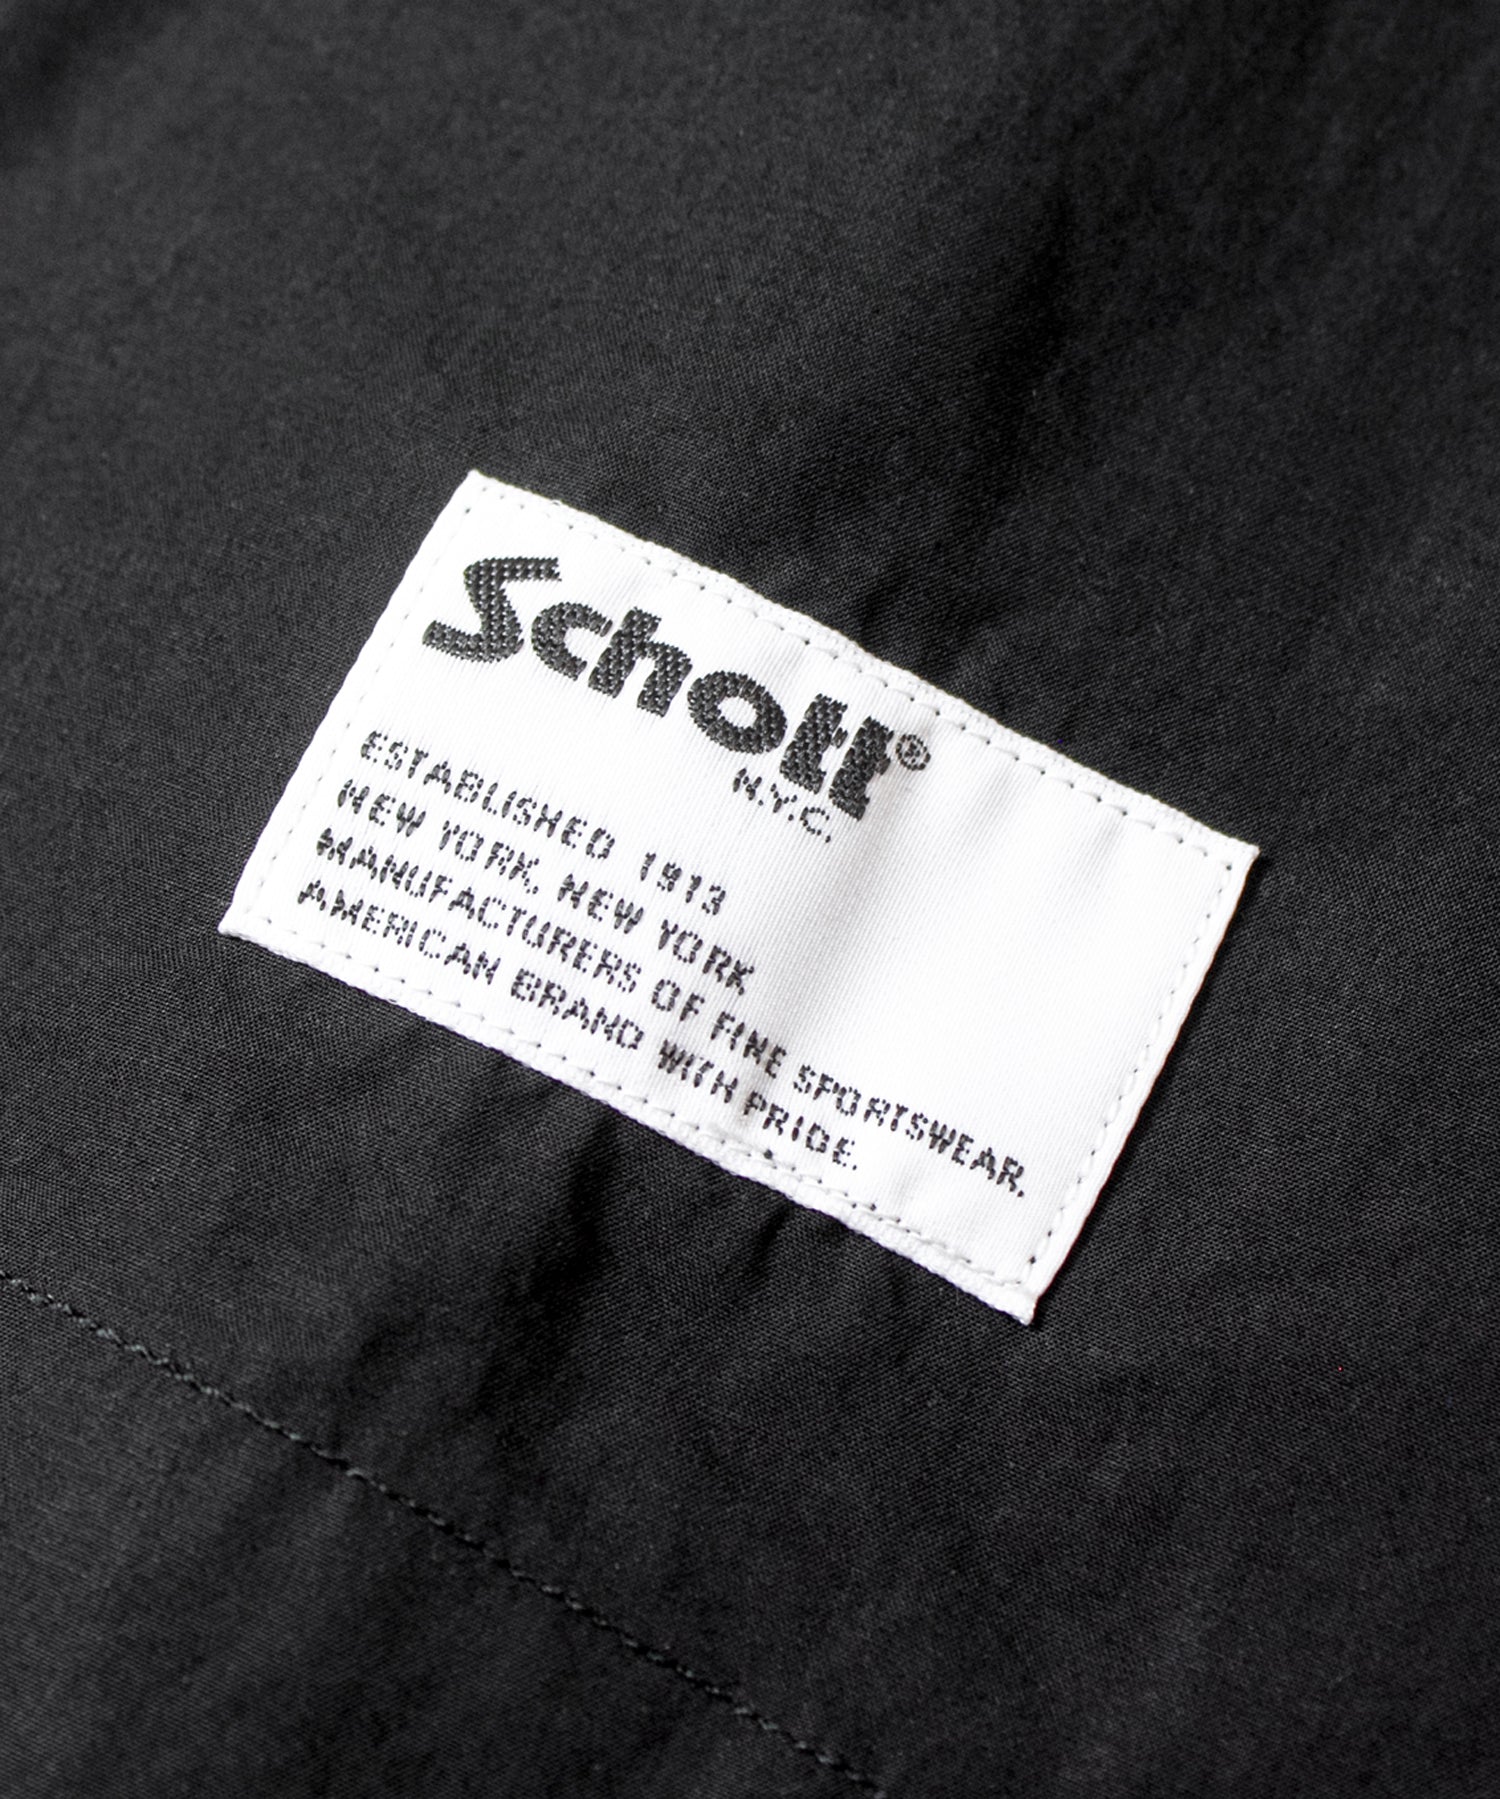 Schott®
N.Y.C.
ESTABLISHED 1913
NEW YORK, NEW YORK
MANUFACTURERS OF FINE SPORTSWEAR.
AMERICAN BRAND WITH PRIDE.